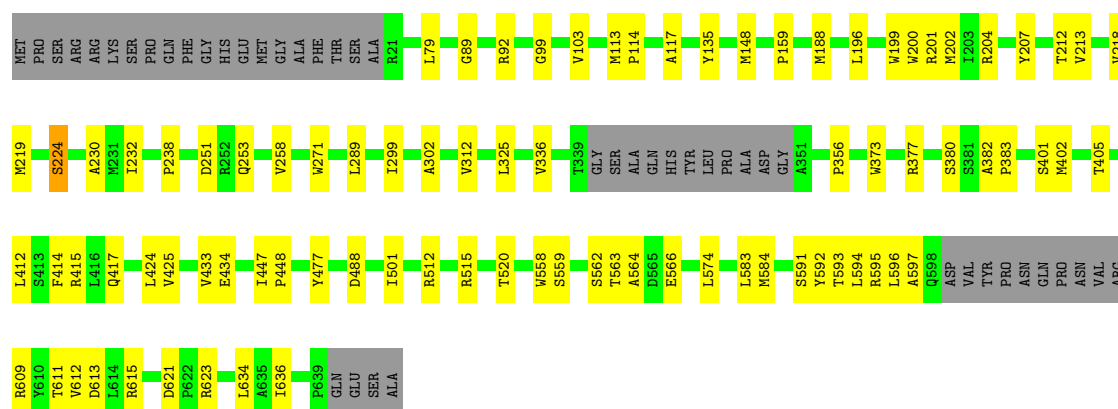 MET PRO SER ARG ARG LYS SER PRO GLN PHE GLY HIS GLU MET GLY ALA PHE THR SER ALA R21 L79 G89 R92 G99 V103 M113 P114 A117 Y135 M148 P159 M188 L196 W199 W200 R201 M202 I203 R204 Y207 T212 V213 V218
M219 S224 A230 M231 I232 P238 D251 R252 Q253 V258 W271 L289 I299 A302 V312 L325 V336 T339 GLY SER ALA GLN HIS TYR LEU PRO ALA ASP GLY A351 P356 W373 R377 S380 S381 A382 P383 S401 M402 T405
L412 S413 F414 R415 L416 Q417 L424 V425 V433 E434 I447 P448 Y477 D488 I501 R512 R515 T520 W558 S559 S562 T563 A564 D565 E566 L574 L583 M584 S591 Y592 T593 L594 R595 L596 A597 Q598 ASP VAL TYR PRO ASN GLN PRO ASN VAL ARG
R609 Y610 T611 V612 D613 L614 R615 D621 P622 R623 L634 A635 I636 P639 GLN GLU SER ALA